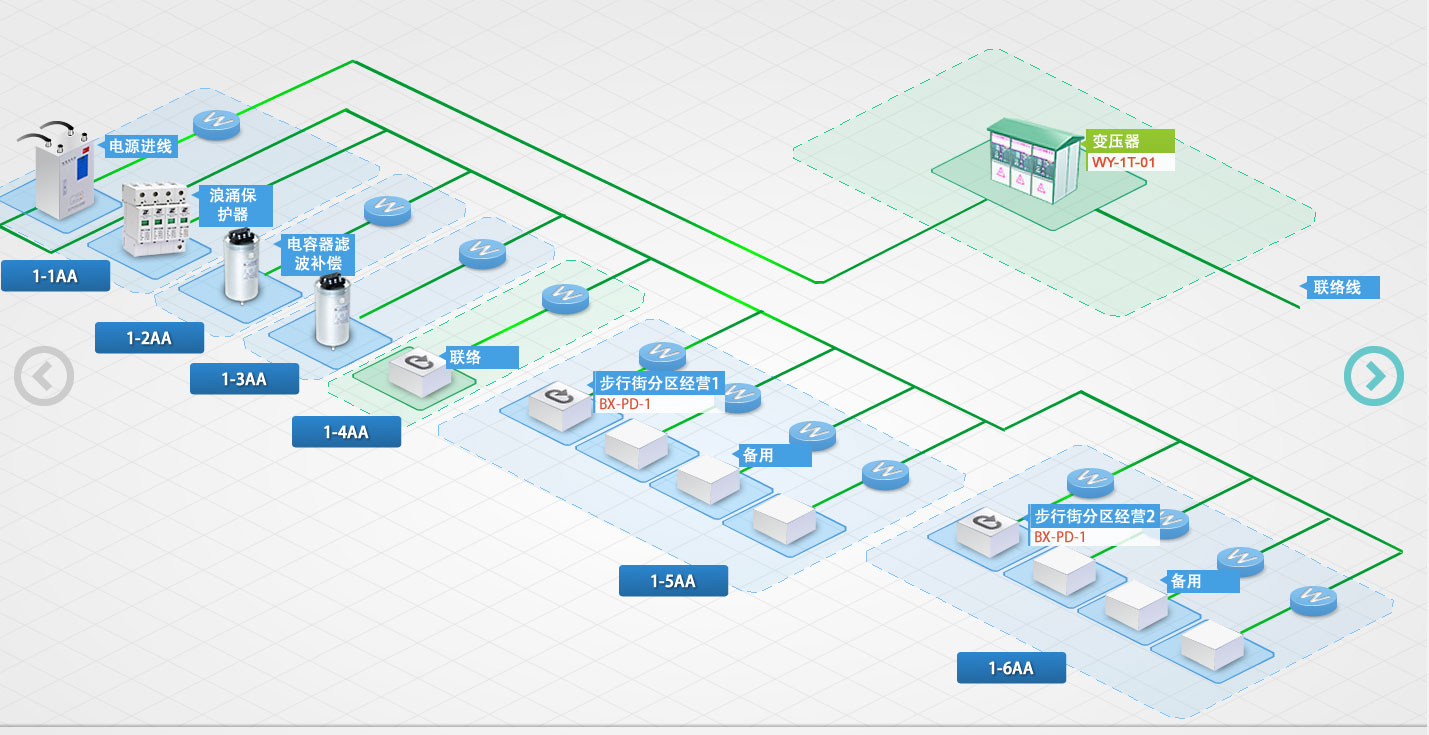 电源进线
浪涌保
护器
电容器滤
波补偿
1-1AA
1-2AA
1-3AA
联络
1-4AA
步行街分区经营1
BX-PD-1
备用
1-5AA
变压器
WY-1T-01
联络线
步行街分区经营2
BX-PD-1
备用
1-6AA
W
W
W
W
W
W
W
W
W
W
W
W